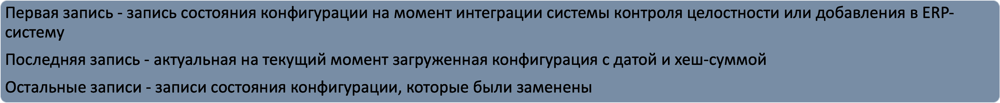 Первая запись - запись состояния конфигурации на момент интеграции системы контроля целостности или добавления в ERP-
систему
Последняя запись - актуальная на текущий момент загруженная конфигурация с датой и хеш-суммой
Остальные записи - записи состояния конфигурации, которые были заменены